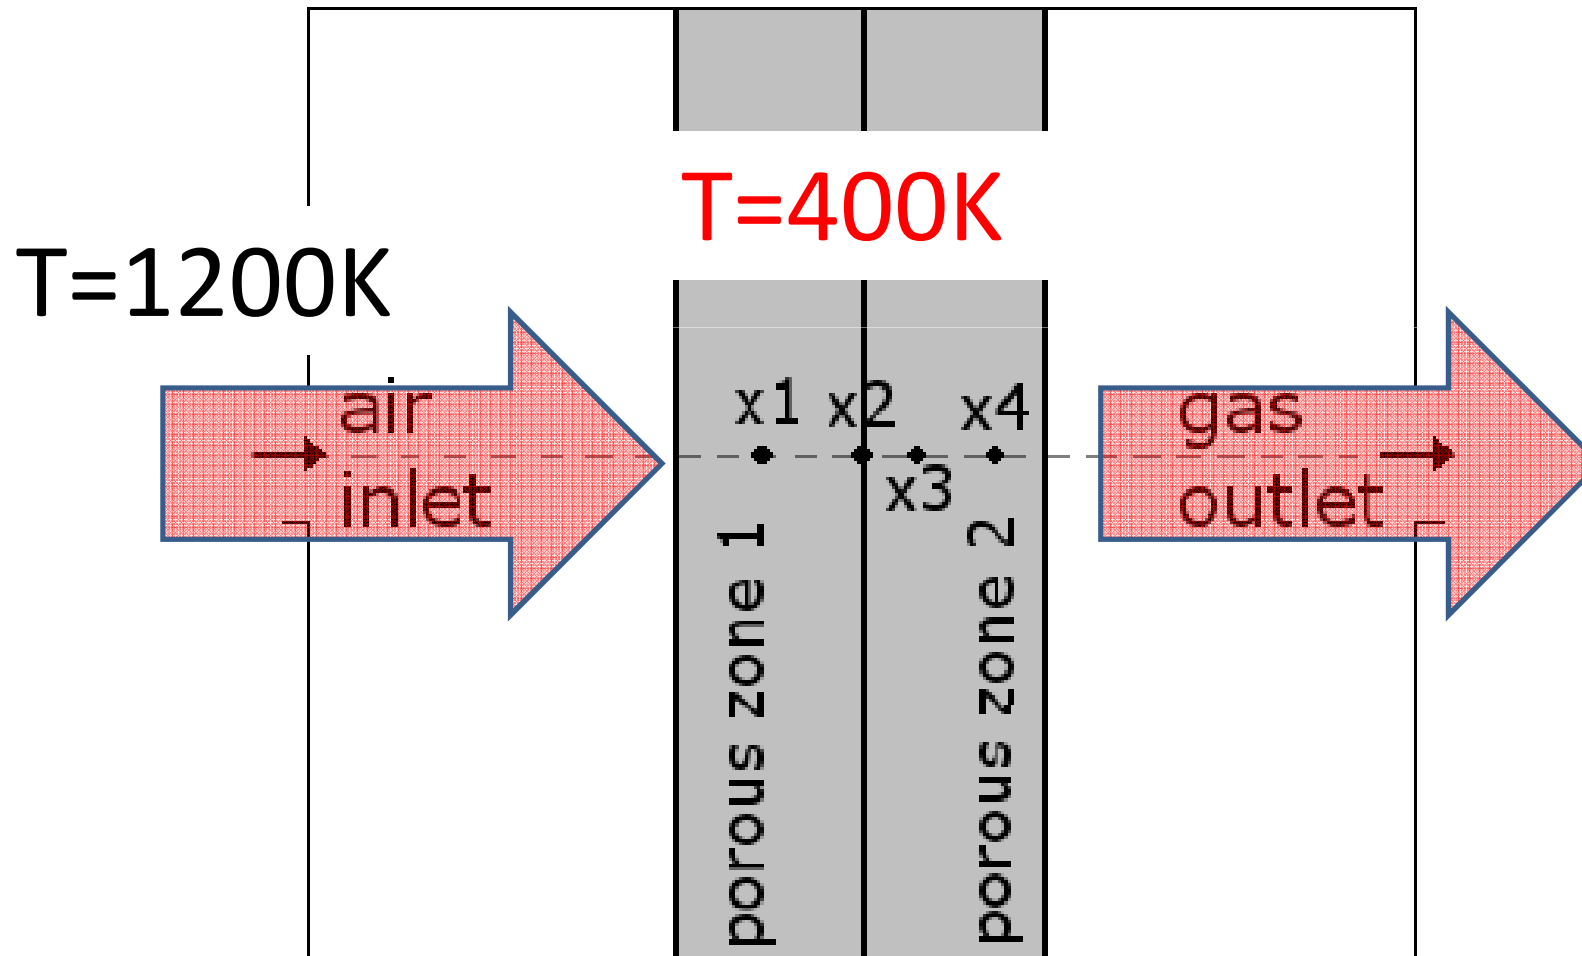 T=400K
T=1200K
air
inlet
x1
x2
x3
x4
gas
outlet
porous zone 1
porous zone 2